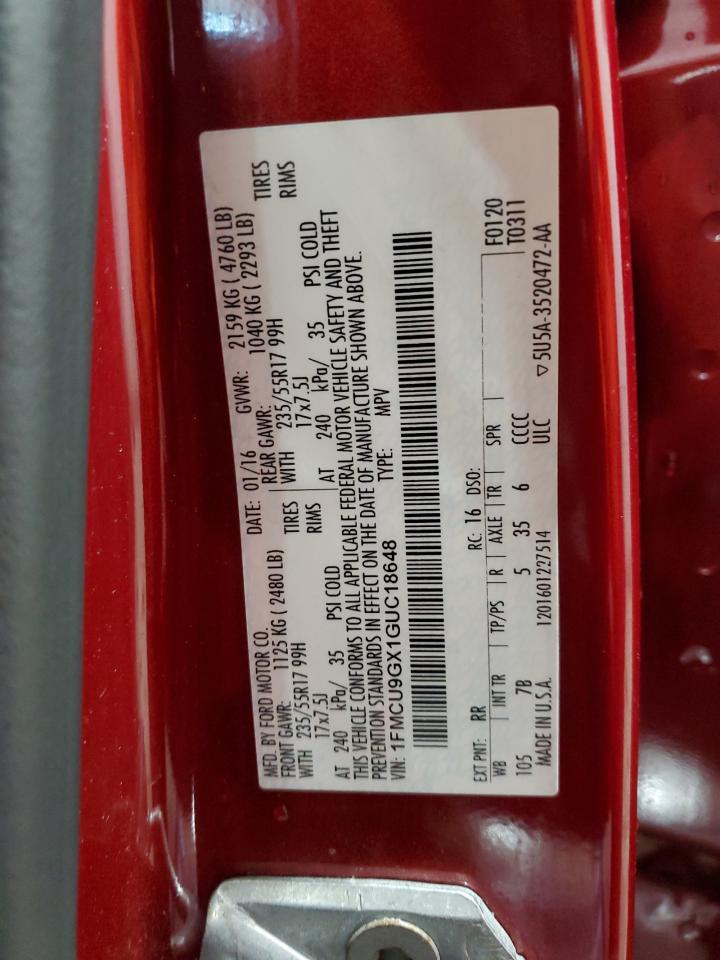 MFD. BY FORD MOTOR CO. DATE: 01/16 GVWR: 2159 KG ( 4760 LB)
FRONT GAWR: 1125 KG ( 2480 LB) REAR GAWR: 1040 KG ( 2293 LB)
WITH 235/55R17 99H TIRES WITH 235/55R17 99H TIRES
17x7.5J RIMS 17x7.5J RIMS
AT 240 kPa/ 35 PSI COLD AT 240 kPa/ 35 PSI COLD
THIS VEHICLE CONFORMS TO ALL APPLICABLE FEDERAL MOTOR VEHICLE SAFETY AND THEFT
PREVENTION STANDARDS IN EFFECT ON THE DATE OF MANUFACTURE SHOWN ABOVE.
VIN: 1FMCU9GX1GUC18648 TYPE: MPV
EXT PNT: RR RC: 16 DSO: F0120
WB INT TR TP/PS R AXLE TR SPR T0311
105 7B 5 35 6 CCCC
MADE IN U.S.A. 1201601227514 ULC ▽5U5A-3520472-AA